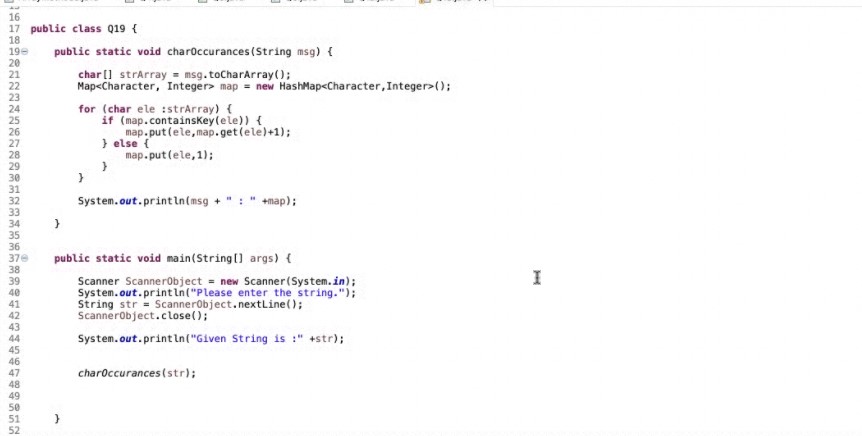 16
17 public class Q19 {
18
19 public static void charOccurances(String msg) {
20
21 char[] strArray = msg.toCharArray();
22 Map<Character, Integer> map = new HashMap<Character,Integer>();
23
24 for (char ele :strArray) {
25 if (map.containsKey(ele)) {
26 map.put(ele,map.get(ele)+1);
27 } else {
28 map.put(ele,1);
29 }
30 }
31
32 System.out.println(msg + " : " +map);
33
34 }
35
36
37 public static void main(String[] args) {
38
39 Scanner ScannerObject = new Scanner(System.in);
40 System.out.println("Please enter the string.");
41 String str = ScannerObject.nextLine();
42 ScannerObject.close();
43
44 System.out.println("Given String is :" +str);
45
46
47 charOccurances(str);
48
49
50
51 }
52